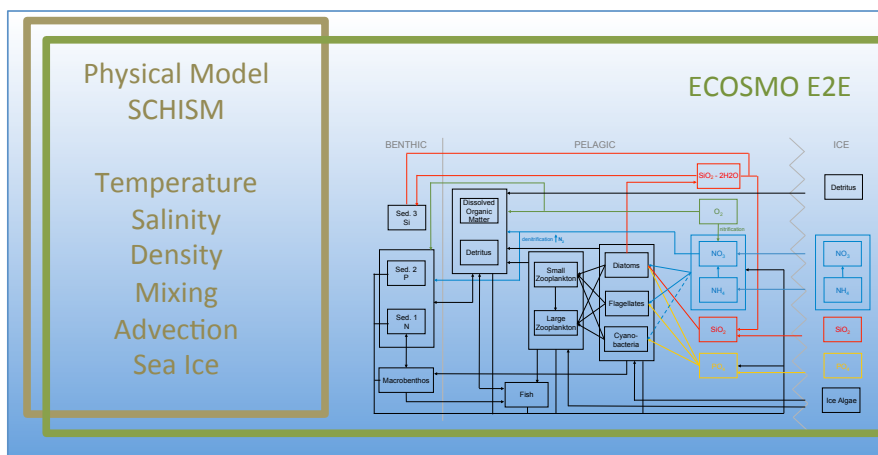 Physical Model
SCHISM
Temperature
Salinity
Density
Mixing
Advection
Sea Ice
ECOSMO E2E
BENTHIC
PELAGIC
ICE
SiO₂ - 2H2O
Detritus
Dissolved
Organic
Matter
Sed. 3
Si
O₂
nitrification
denitrification N₂
Detritus
NO₃
NO₃
Sed. 2
P
Small
Zooplankton
Diatoms
NH₄
NH₄
Flagellates
Sed. 1
N
Large
Zooplankton
Cyano-
bacteria
SiO₂
SiO₂
PO₄
PO₄
Macrobenthos
Fish
Ice Algae